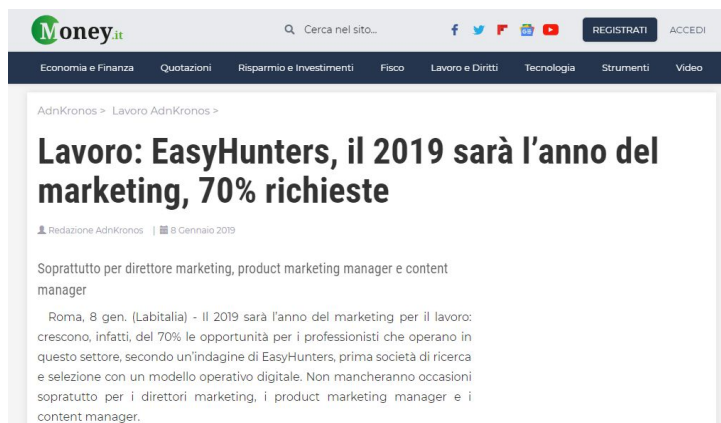 Money.it
Cerca nel sito...
REGISTRATI
ACCEDI
Economia e Finanza Quotazioni Risparmio e Investimenti Fisco Lavoro e Diritti Tecnologia Strumenti Video
AdnKronos > Lavoro AdnKronos >
Lavoro: EasyHunters, il 2019 sarà l'anno del
marketing, 70% richieste
Redazione AdnKronos | 8 Gennaio 2019
Soprattutto per direttore marketing, product marketing manager e content
manager
Roma, 8 gen. (Labitalia) - Il 2019 sarà l'anno del marketing per il lavoro:
crescono, infatti, del 70% le opportunità per i professionisti che operano in
questo settore, secondo un'indagine di EasyHunters, prima società di ricerca
e selezione con un modello operativo digitale. Non mancheranno occasioni
sopratutto per i direttori marketing, i product marketing manager e i
content manager.